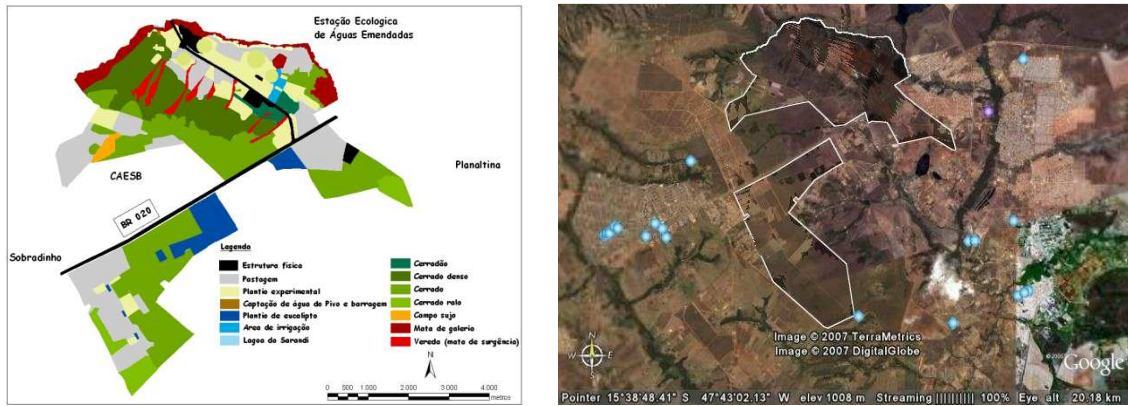 Estação Ecologica
de Águas Emendadas
Planaltina
CAESB
BR 020
Sobradinho
Legenda
Estrutura física
Pastagem
Plantio experimental
Captação de água do Pivo e barragem
Plantio de eucalipto
Area de irrigação
Lagoa do Sarandi
Cerradão
Cerrado denso
Cerrado
Cerrado ralo
Campo sujo
Mata de galeria
Vereda (mata de surgência)
N
0 500 1.000 2.000 3.000 4.000
metros
N
W E
S
Image © 2007 TerraMetrics
Image © 2007 DigitalGlobe
Google
Pointer 15°38'48.41" S 47°43'02.13" W elev 1008 m Streaming |||||||||| 100% Eye alt 20.18 km